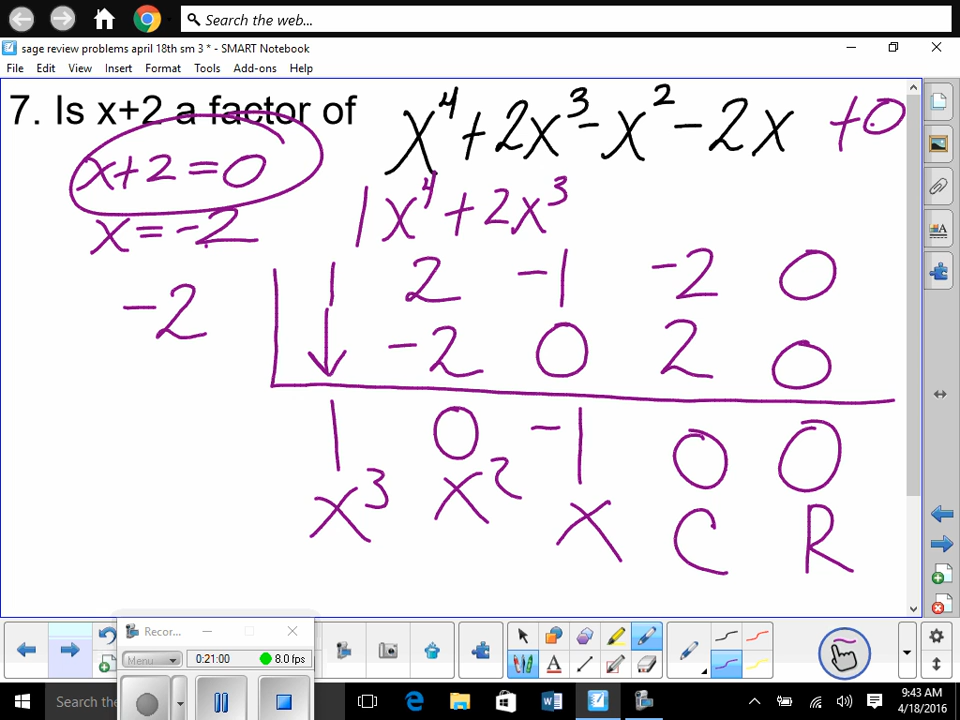 Search the web...
sage review problems april 18th sm 3 * - SMART Notebook
File Edit View Insert Format Tools Add-ons Help
7. Is x+2 a factor of x⁴+2x³-x²-2x +0
x+2=0
1x⁴+2x³
x=-2
-2 1 2 -1 -2 0
-2 0 2 0
1 0 -1 0 0
x³ x² x C R
Recor...
Menu 0:21:00 8.0 fps
Search the
9:43 AM
4/18/2016